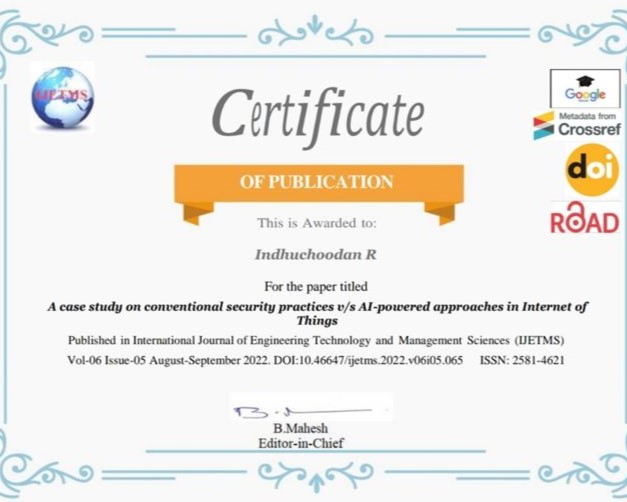 IJETMS
Google
Metadata from
Crossref
doi
ROAD
Certificate
OF PUBLICATION
This is Awarded to:
Indhuchoodan R
For the paper titled
A case study on conventional security practices v/s AI-powered approaches in Internet of
Things
Published in International Journal of Engineering Technology and Management Sciences (IJETMS)
Vol-06 Issue-05 August-September 2022. DOI:10.46647/ijetms.2022.v06i05.065 ISSN: 2581-4621
B.Mahesh
Editor-in-Chief